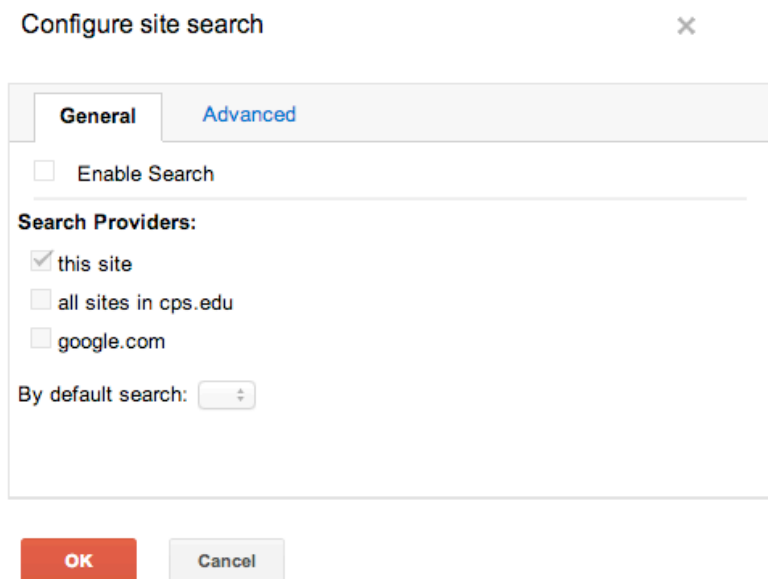 Configure site search
General
Advanced
Enable Search
Search Providers:
this site
all sites in cps.edu
google.com
By default search:
OK
Cancel